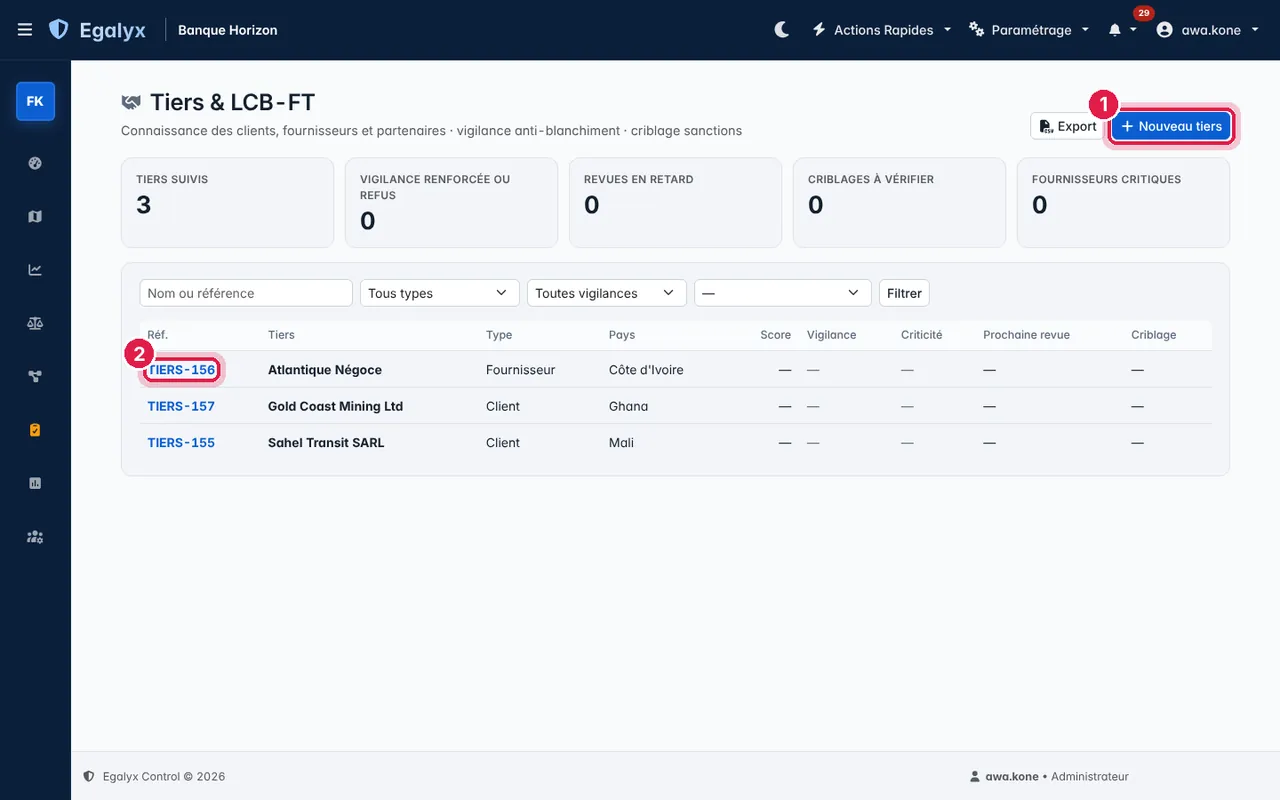 Egalyx
Banque Horizon
Actions Rapides
Paramétrage
29
awa.kone
FK
Tiers & LCB-FT
Connaissance des clients, fournisseurs et partenaires · vigilance anti-blanchiment · criblage sanctions
Export
1
+ Nouveau tiers
TIERS SUIVIS
3
VIGILANCE RENFORCÉE OU
REFUS
0
REVUES EN RETARD
0
CRIBLAGES À VÉRIFIER
0
FOURNISSEURS CRITIQUES
0
Nom ou référence
Tous types
Toutes vigilances
—
Filtrer
Réf. Tiers Type Pays Score Vigilance Criticité Prochaine revue Criblage
2
TIERS-156 Atlantique Négoce Fournisseur Côte d'Ivoire — — — — —
TIERS-157 Gold Coast Mining Ltd Client Ghana — — — — —
TIERS-155 Sahel Transit SARL Client Mali — — — — —
Egalyx Control © 2026
awa.kone • Administrateur